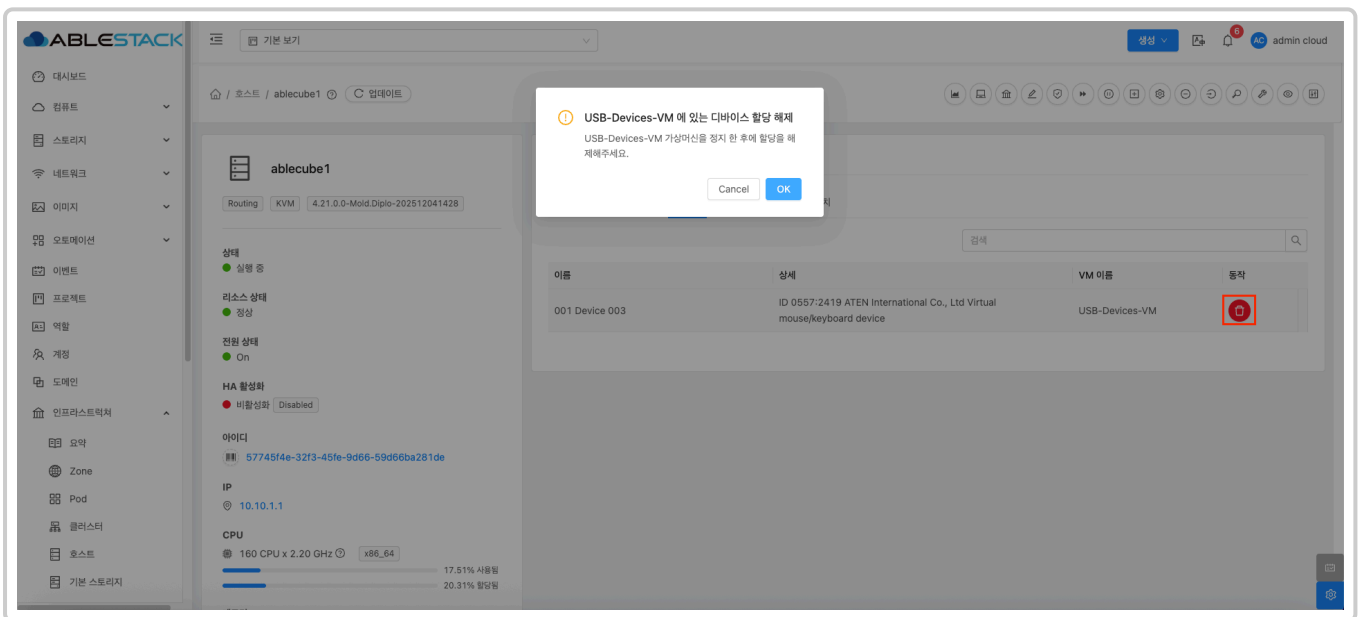 ABLESTACK
기본 보기
생성
6
AC
admin cloud
대시보드
컴퓨트
스토리지
네트워크
이미지
오토메이션
이벤트
프로젝트
역할
계정
도메인
인프라스트럭쳐
요약
Zone
Pod
클러스터
호스트
기본 스토리지
/ 호스트 / ablecube1
업데이트
ablecube1
Routing
KVM
4.21.0.0-Mold.Diplo-202512041428
상태
실행 중
리소스 상태
정상
전원 상태
On
HA 활성화
비활성화 Disabled
아이디
57745f4e-32f3-45fe-9d66-59d66ba281de
IP
10.10.1.1
CPU
160 CPU x 2.20 GHz
x86_64
17.51% 사용됨
20.31% 할당됨
USB-Devices-VM 에 있는 디바이스 할당 해제
USB-Devices-VM 가상머신을 정지 한 후에 할당을 해
제해주세요.
Cancel
OK
검색
이름
상세
VM 이름
동작
001 Device 003
ID 0557:2419 ATEN International Co., Ltd Virtual
mouse/keyboard device
USB-Devices-VM